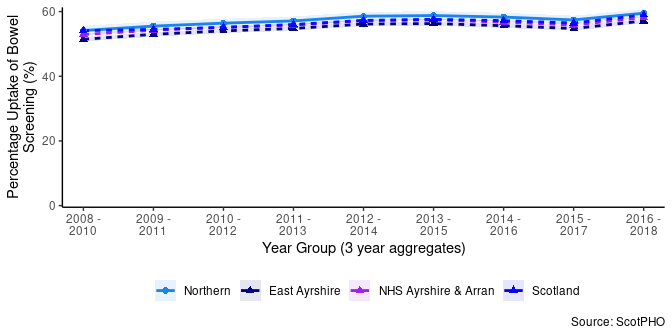 Percentage Uptake of Bowel
Screening (%)
60
40
20
0
2008 - 2009 - 2010 - 2011 - 2012 - 2013 - 2014 - 2015 - 2016 -
2010 2011 2012 2013 2014 2015 2016 2017 2018
Year Group (3 year aggregates)
Northern East Ayrshire NHS Ayrshire & Arran Scotland
Source: ScotPHO